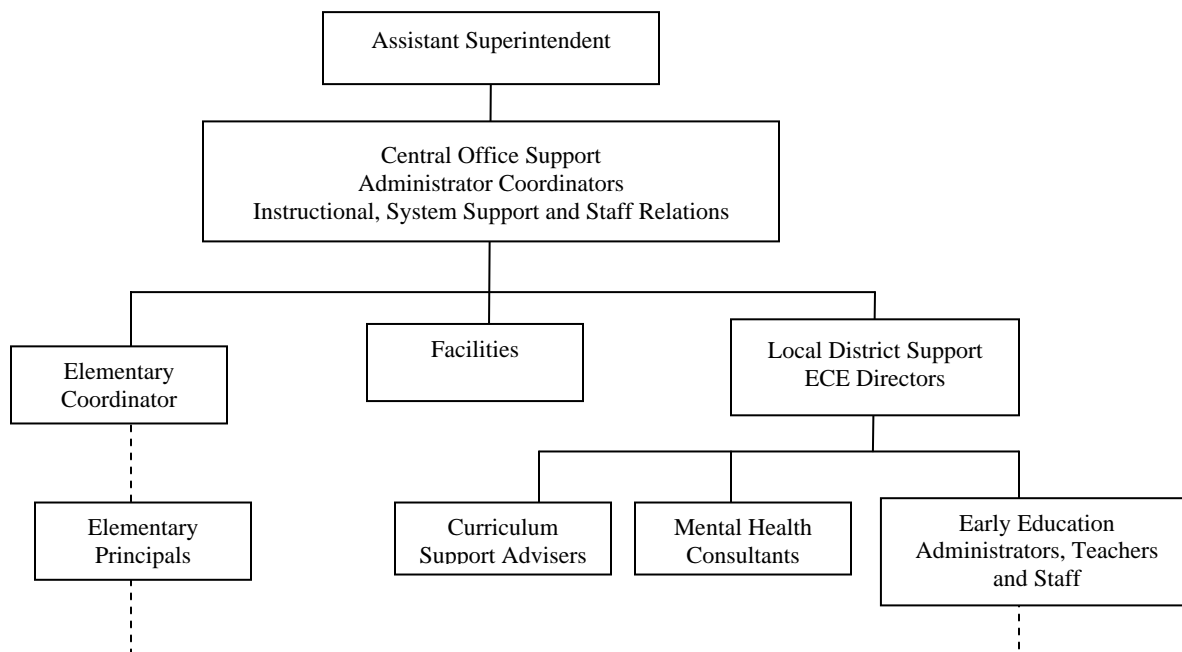 Assistant Superintendent
Central Office Support
Administrator Coordinators
Instructional, System Support and Staff Relations
Elementary
Coordinator
Facilities
Local District Support
ECE Directors
Elementary
Principals
Curriculum
Support Advisers
Mental Health
Consultants
Early Education
Administrators, Teachers
and Staff